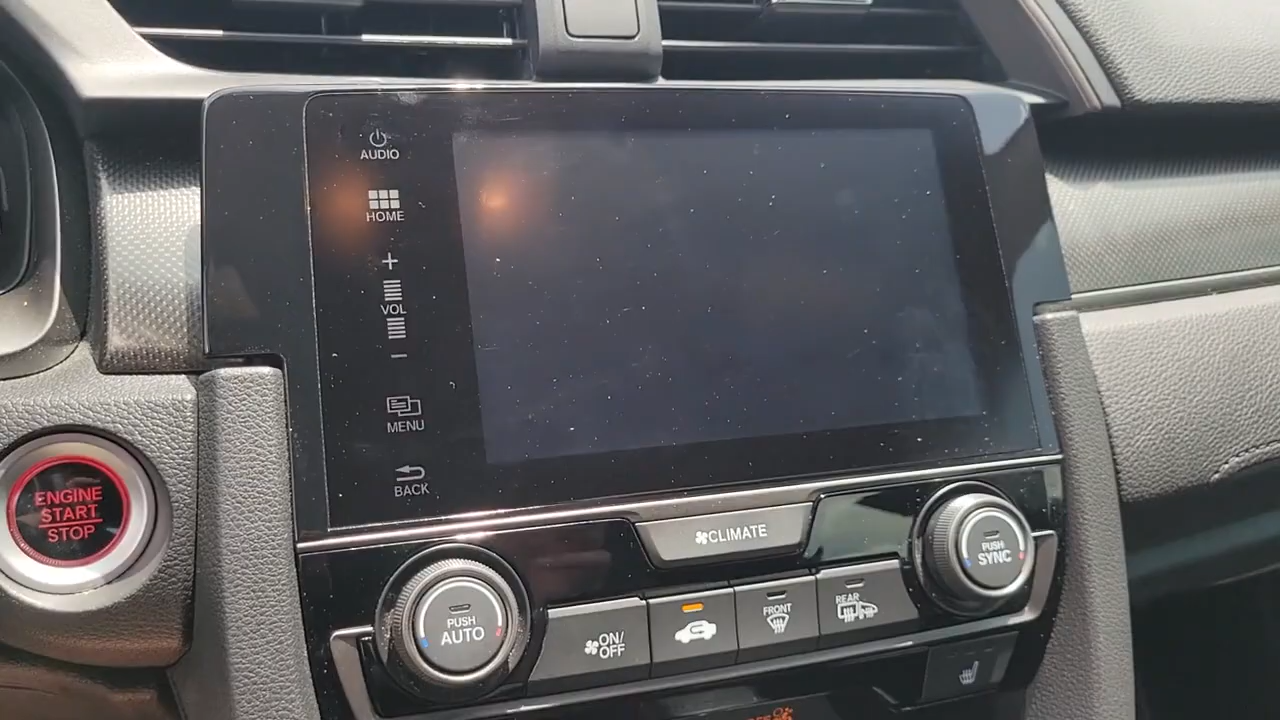 AUDIO
HOME
+
VOL
−
MENU
BACK
ENGINE
START
STOP
CLIMATE
PUSH
AUTO
ON/
OFF
FRONT
REAR
PUSH
SYNC